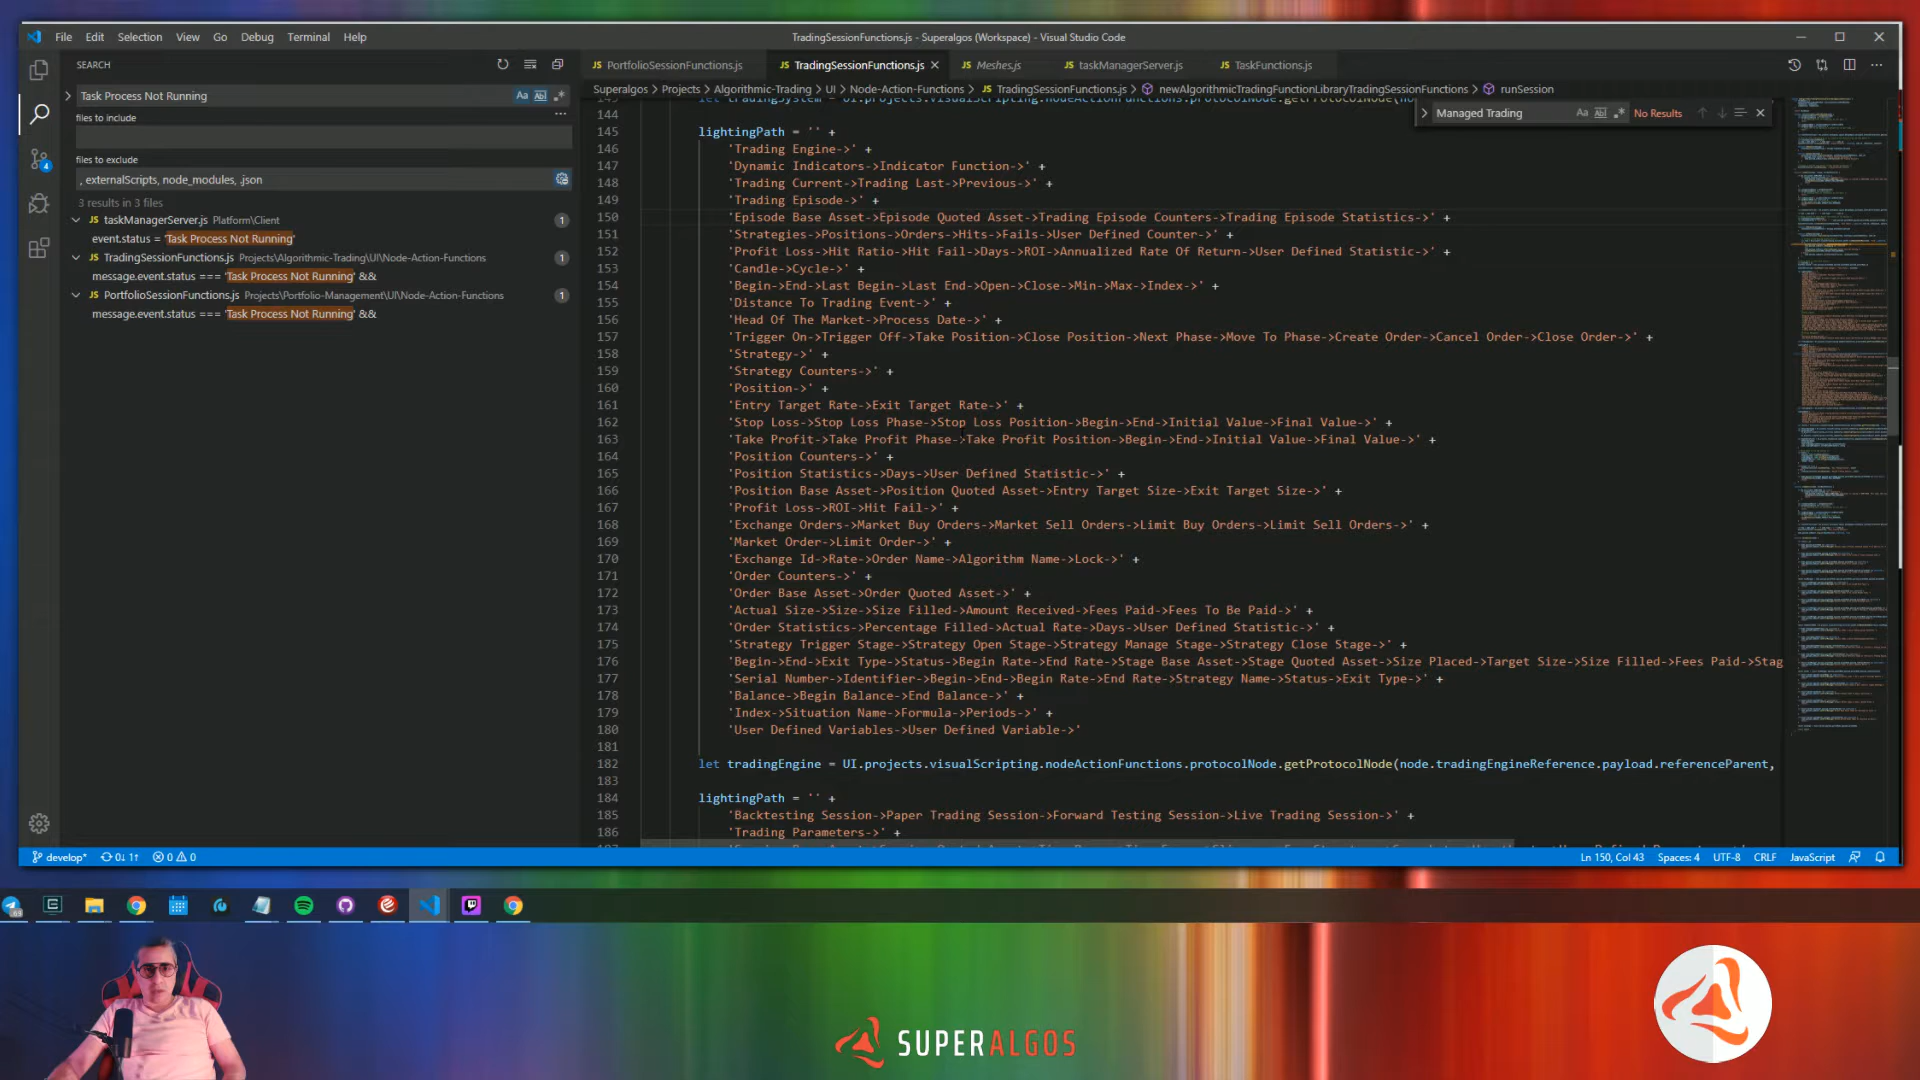 File Edit Selection View Go Debug Terminal Help
TradingSessionFunctions.js - Superalgos (Workspace) - Visual Studio Code
SEARCH
Task Process Not Running
files to include
files to exclude
, externalScripts, node_modules, .json
3 results in 3 files
JS taskManagerServer.js Platform\Client 1
event.status = 'Task Process Not Running'
JS TradingSessionFunctions.js Projects\Algorithmic-Trading\UI\Node-Action-Functions 1
message.event.status === 'Task Process Not Running' &&
JS PortfolioSessionFunctions.js Projects\Portfolio-Management\UI\Node-Action-Functions 1
message.event.status === 'Task Process Not Running' &&
JS PortfolioSessionFunctions.js JS TradingSessionFunctions.js JS Meshes.js JS taskManagerServer.js JS TaskFunctions.js
Superalgos > Projects > Algorithmic-Trading > UI > Node-Action-Functions > JS TradingSessionFunctions.js > newAlgorithmicTradingFunctionLibraryTradingSessionFunctions > runSession
Managed Trading Aa No Results
144
145 lightingPath = '' +
146 'Trading Engine->' +
147 'Dynamic Indicators->Indicator Function->' +
148 'Trading Current->Trading Last->Previous->' +
149 'Trading Episode->' +
150 'Episode Base Asset->Episode Quoted Asset->Trading Episode Counters->Trading Episode Statistics->' +
151 'Strategies->Positions->Orders->Hits->Fails->User Defined Counter->' +
152 'Profit Loss->Hit Ratio->Hit Fail->Days->ROI->Annualized Rate Of Return->User Defined Statistic->' +
153 'Candle->Cycle->' +
154 'Begin->End->Last Begin->Last End->Open->Close->Min->Max->Index->' +
155 'Distance To Trading Event->' +
156 'Head Of The Market->Process Date->' +
157 'Trigger On->Trigger Off->Take Position->Close Position->Next Phase->Move To Phase->Create Order->Cancel Order->Close Order->' +
158 'Strategy->' +
159 'Strategy Counters->' +
160 'Position->' +
161 'Entry Target Rate->Exit Target Rate->' +
162 'Stop Loss->Stop Loss Phase->Stop Loss Position->Begin->End->Initial Value->Final Value->' +
163 'Take Profit->Take Profit Phase->Take Profit Position->Begin->End->Initial Value->Final Value->' +
164 'Position Counters->' +
165 'Position Statistics->Days->User Defined Statistic->' +
166 'Position Base Asset->Position Quoted Asset->Entry Target Size->Exit Target Size->' +
167 'Profit Loss->ROI->Hit Fail->' +
168 'Exchange Orders->Market Buy Orders->Market Sell Orders->Limit Buy Orders->Limit Sell Orders->' +
169 'Market Order->Limit Order->' +
170 'Exchange Id->Rate->Order Name->Algorithm Name->Lock->' +
171 'Order Counters->' +
172 'Order Base Asset->Order Quoted Asset->' +
173 'Actual Size->Size->Size Filled->Amount Received->Fees Paid->Fees To Be Paid->' +
174 'Order Statistics->Percentage Filled->Actual Rate->Days->User Defined Statistic->' +
175 'Strategy Trigger Stage->Strategy Open Stage->Strategy Manage Stage->Strategy Close Stage->' +
176 'Begin->End->Exit Type->Status->Begin Rate->End Rate->Stage Base Asset->Stage Quoted Asset->Size Placed->Target Size->Size Filled->Fees Paid->Stag
177 'Serial Number->Identifier->Begin->End->Begin Rate->End Rate->Strategy Name->Status->Exit Type->' +
178 'Balance->Begin Balance->End Balance->' +
179 'Index->Situation Name->Formula->Periods->' +
180 'User Defined Variables->User Defined Variable->'
181
182 let tradingEngine = UI.projects.visualScripting.nodeActionFunctions.protocolNode.getProtocolNode(node.tradingEngineReference.payload.referenceParent,
183
184 lightingPath = '' +
185 'Backtesting Session->Paper Trading Session->Forward Testing Session->Live Trading Session->' +
186 'Trading Parameters->' +
develop* 0↓ 1↑ 0 0
Ln 150, Col 43 Spaces: 4 UTF-8 CRLF JavaScript
SUPERALGOS